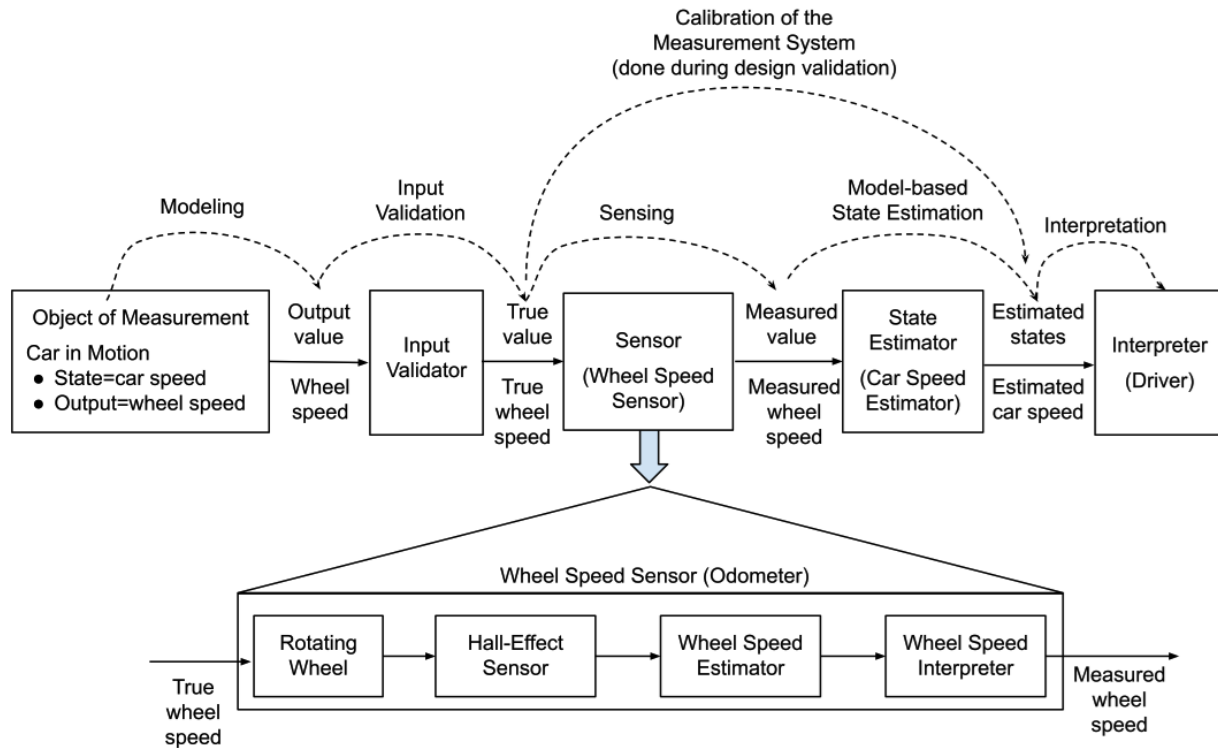 Calibration of the
Measurement System
(done during design validation)
Modeling
Input
Validation
Sensing
Model-based
State Estimation
Interpretation
Object of Measurement
Car in Motion
● State=car speed
● Output=wheel speed
Output
value
Wheel
speed
Input
Validator
True
value
True
wheel
speed
Sensor
(Wheel Speed
Sensor)
Measured
value
Measured
wheel
speed
State
Estimator
(Car Speed
Estimator)
Estimated
states
Estimated
car speed
Interpreter
(Driver)
Wheel Speed Sensor (Odometer)
True
wheel
speed
Rotating
Wheel
Hall-Effect
Sensor
Wheel Speed
Estimator
Wheel Speed
Interpreter
Measured
wheel
speed